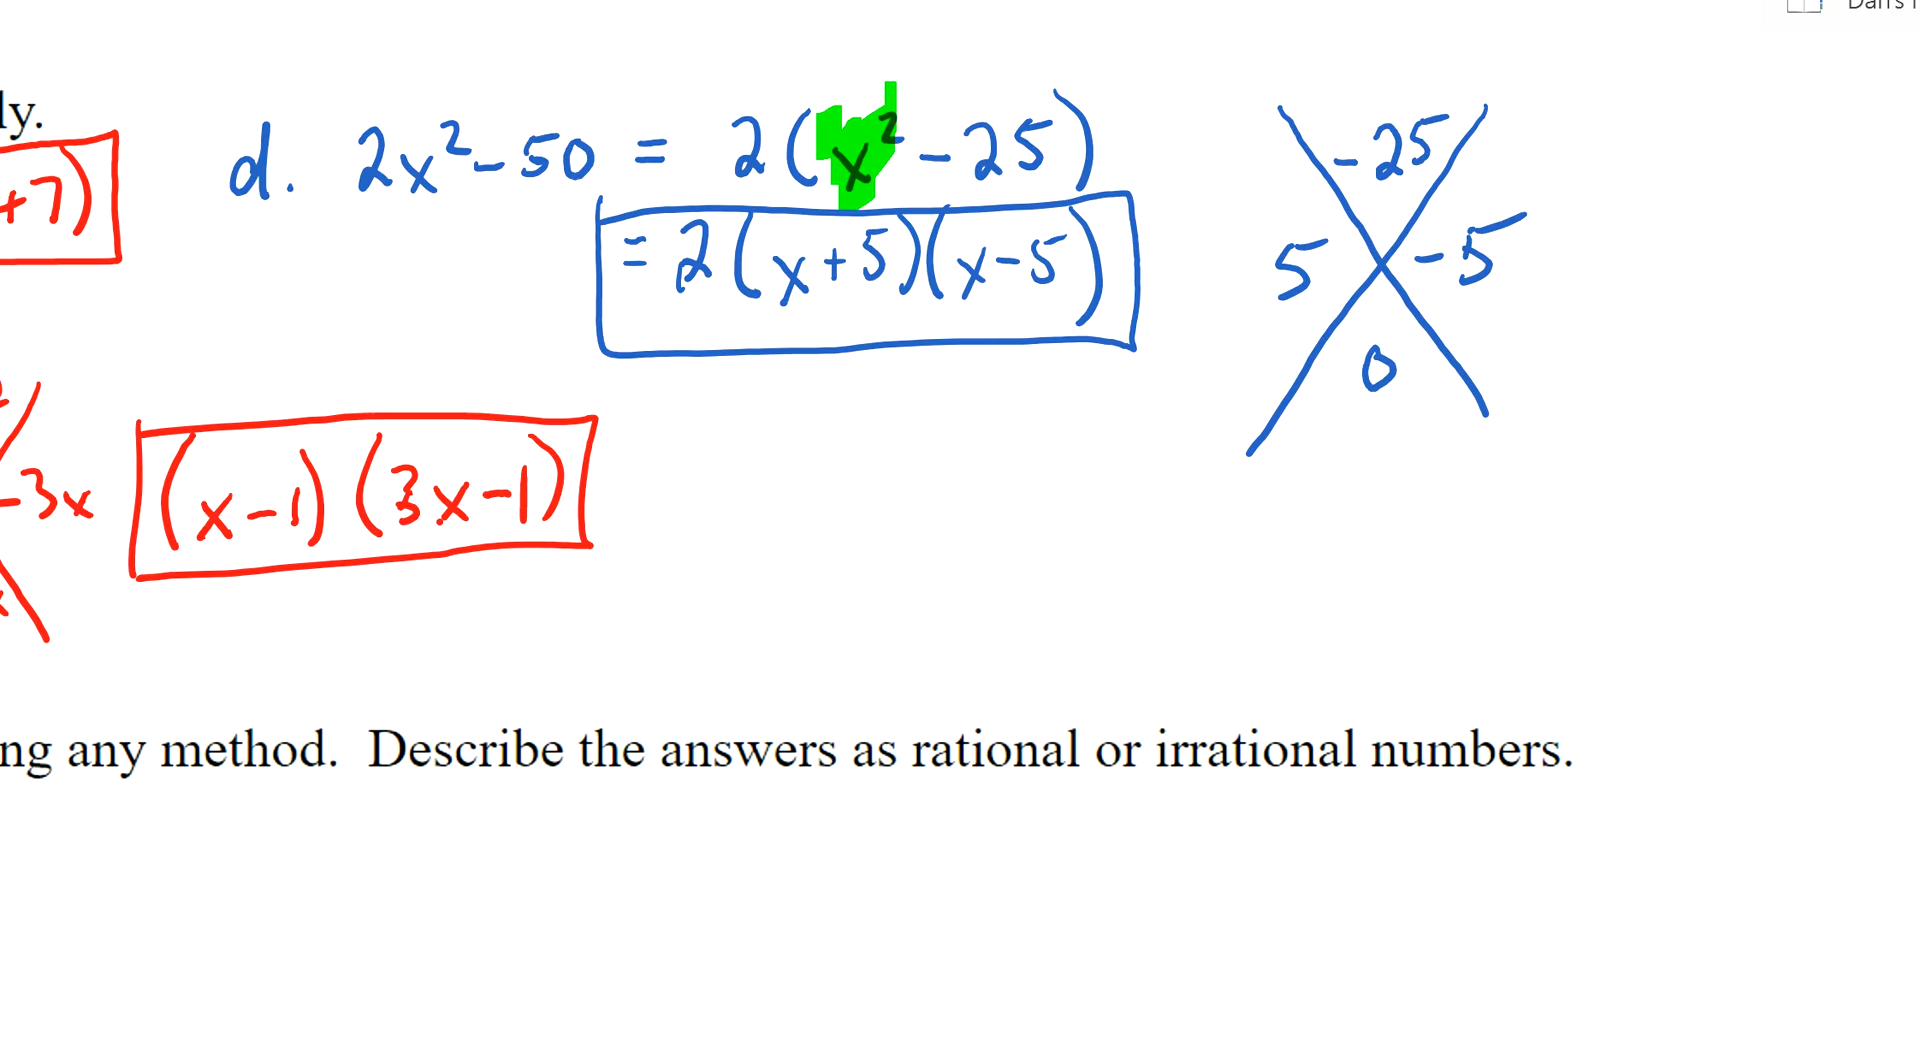 ly.
+7)
d. 2x² - 50 = 2(x² - 25)
= 2(x+5)(x-5)
-25
5 -5
0
-3x
(x-1)(3x-1)
ng any method. Describe the answers as rational or irrational numbers.